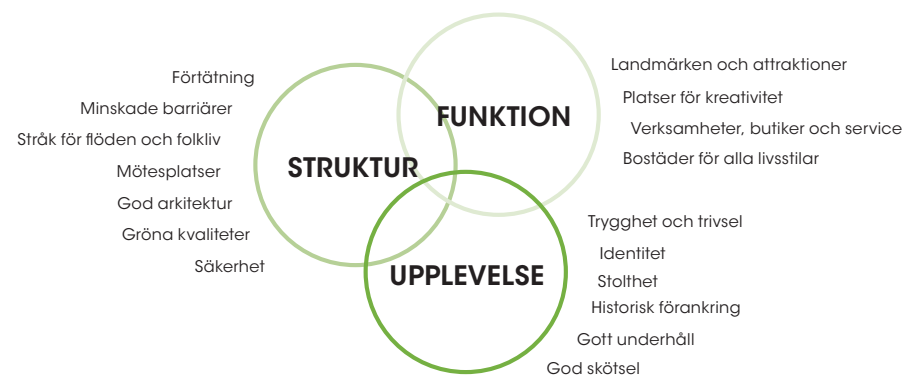 STRUKTUR
Förtätning
Minskade barriärer
Stråk för flöden och folkliv
Mötesplatser
God arkitektur
Gröna kvaliteter
Säkerhet
FUNKTION
Landmärken och attraktioner
Platser för kreativitet
Verksamheter, butiker och service
Bostäder för alla livsstilar
UPPLEVELSE
Trygghet och trivsel
Identitet
Stolthet
Historisk förankring
Gott underhåll
God skötsel